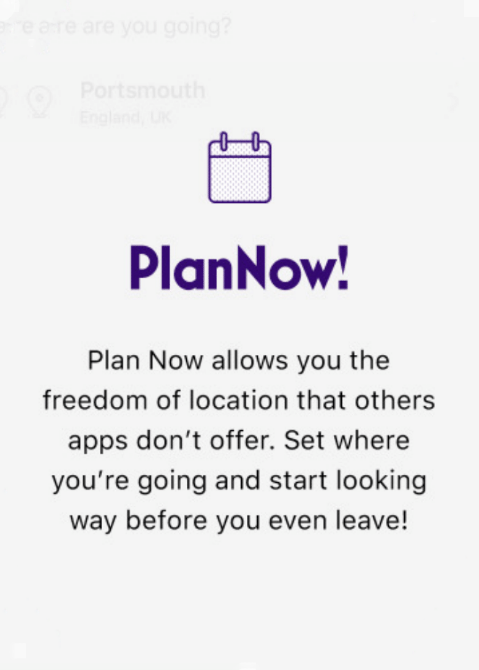 are you going?
Portsmouth
England, UK
PlanNow!
Plan Now allows you the
freedom of location that others
apps don't offer. Set where
you're going and start looking
way before you even leave!